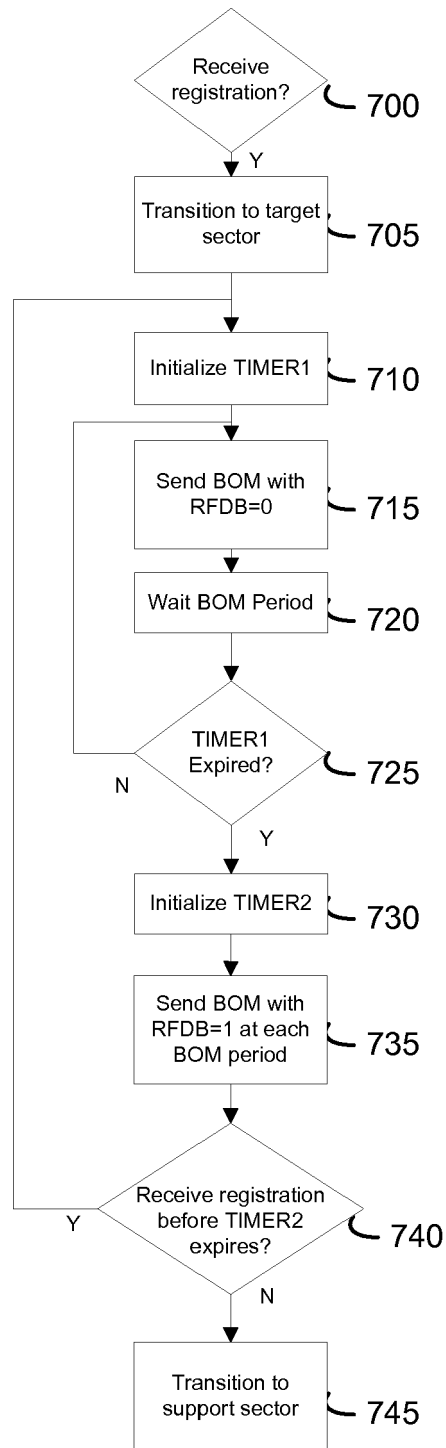 Receive
registration?
700
Y
Transition to target
sector
705
Initialize TIMER1
710
Send BOM with
RFDB=0
715
Wait BOM Period
720
TIMER1
Expired?
725
N
Y
Initialize TIMER2
730
Send BOM with
RFDB=1 at each
BOM period
735
Receive registration
before TIMER2
expires?
740
Y
N
Transition to
support sector
745